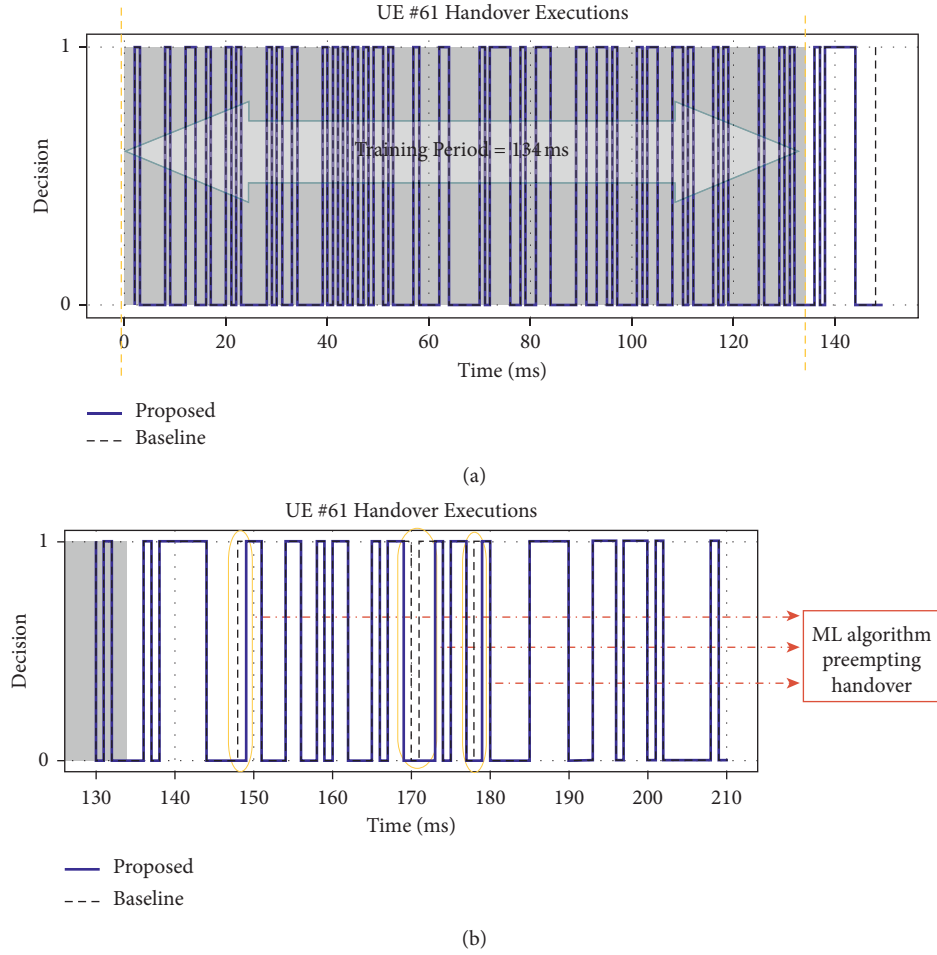 UE #61 Handover Executions
1
Decision
Training Period = 134 ms
0
0 20 40 60 80 100 120 140
Time (ms)
Proposed
Baseline
(a)
UE #61 Handover Executions
1
Decision
ML algorithm
preempting
handover
0
130 140 150 160 170 180 190 200 210
Time (ms)
Proposed
Baseline
(b)